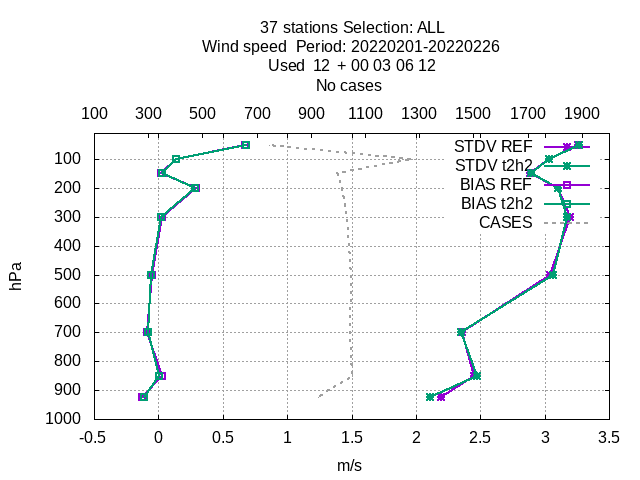 37 stations Selection: ALL
Wind speed  Period: 20220201-20220226
Used  12  + 00 03 06 12
No cases
100 350 500 750 900 1100 1280 1500 1700 1900
STDV REF
STDV t2h2
BIAS REF
BIAS t2h2
CASES
100
200
300
400
500
600
700
800
900
1000
hPa
-0.5 0 0.5 1 1.5 2 2.5 3 3.5
m/s